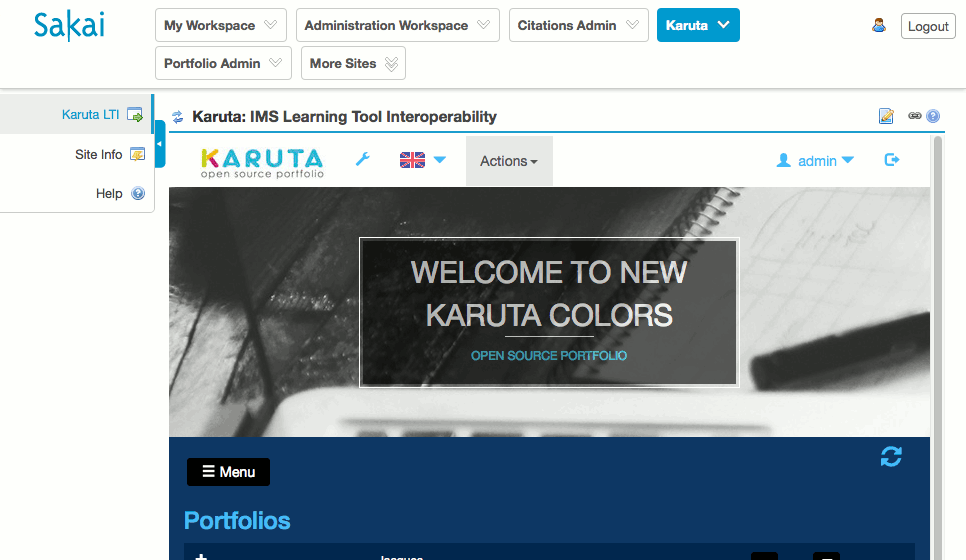 Sakai
My Workspace
Administration Workspace
Citations Admin
Karuta
Logout
Portfolio Admin
More Sites
Karuta LTI
Site Info
Help
Karuta: IMS Learning Tool Interoperability
KARUTA
open source portfolio
Actions
admin
WELCOME TO NEW
KARUTA COLORS
OPEN SOURCE PORTFOLIO
Menu
Portfolios